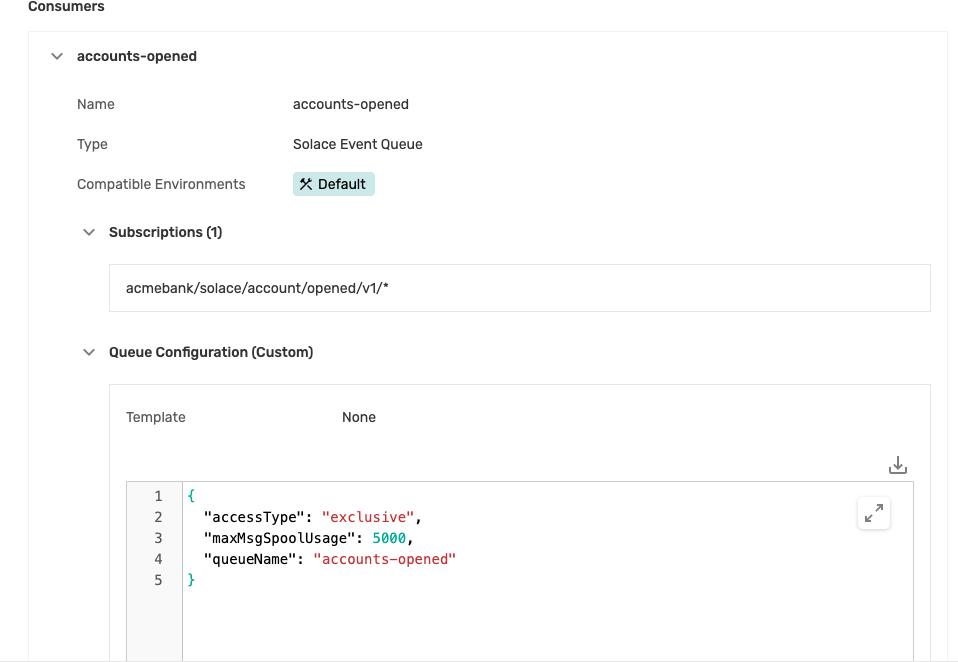 Consumers
accounts-opened
Name accounts-opened
Type Solace Event Queue
Compatible Environments Default
Subscriptions (1)
acmebank/solace/account/opened/v1/*
Queue Configuration (Custom)
Template None
1 {
2 "accessType": "exclusive",
3 "maxMsgSpoolUsage": 5000,
4 "queueName": "accounts-opened"
5 }